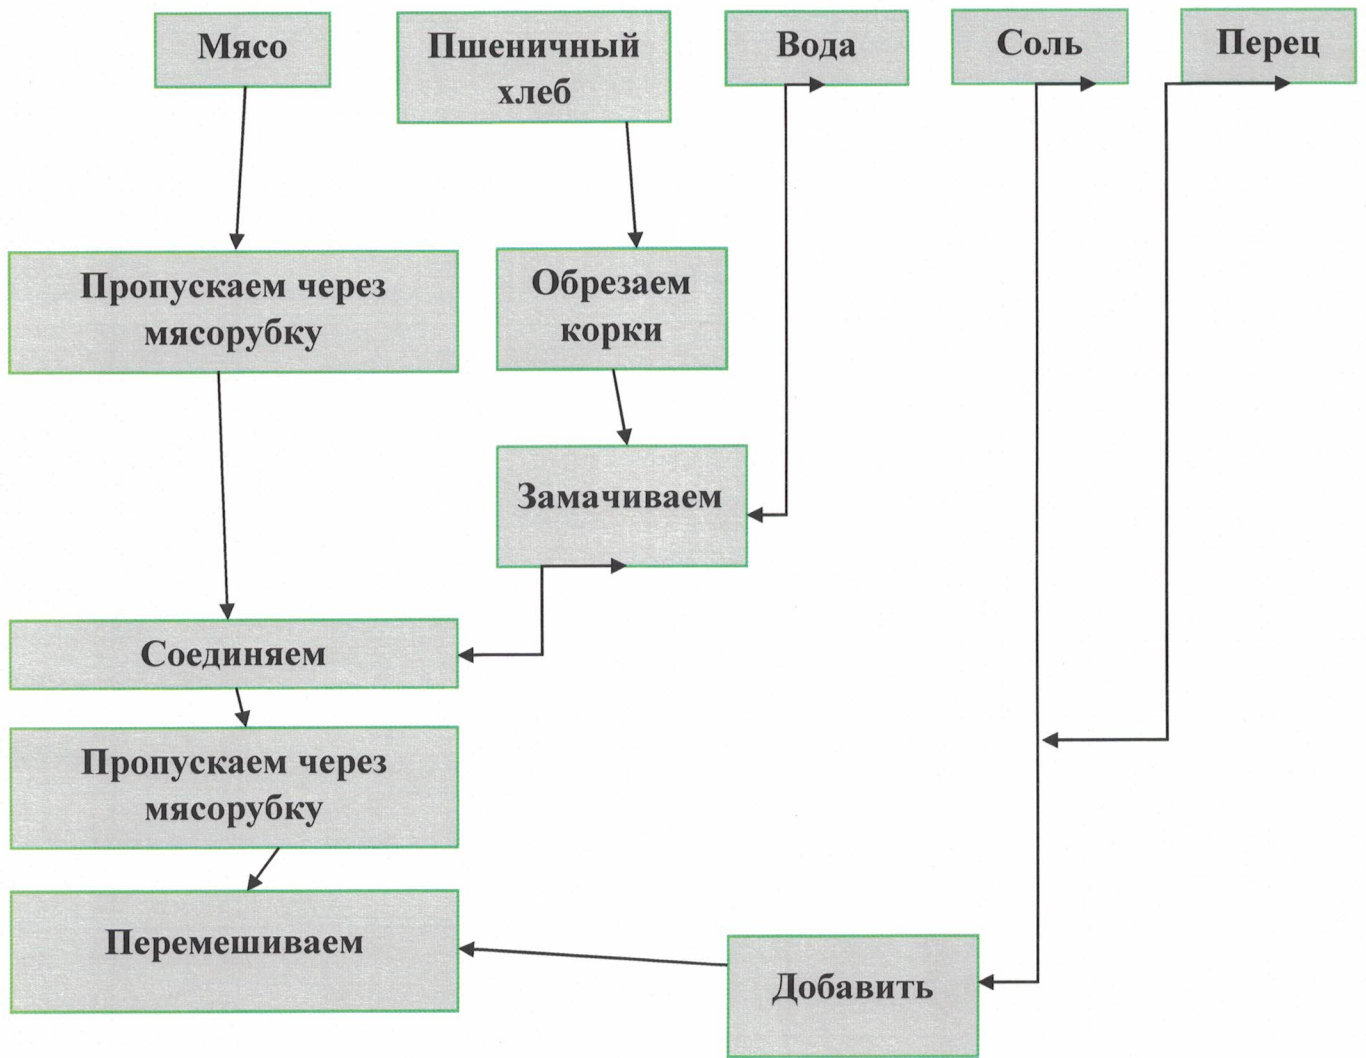 Мясо
Пшеничный
хлеб
Вода
Соль
Перец
Пропускаем через
мясорубку
Обрезаем
корки
Замачиваем
Соединяем
Пропускаем через
мясорубку
Перемешиваем
Добавить